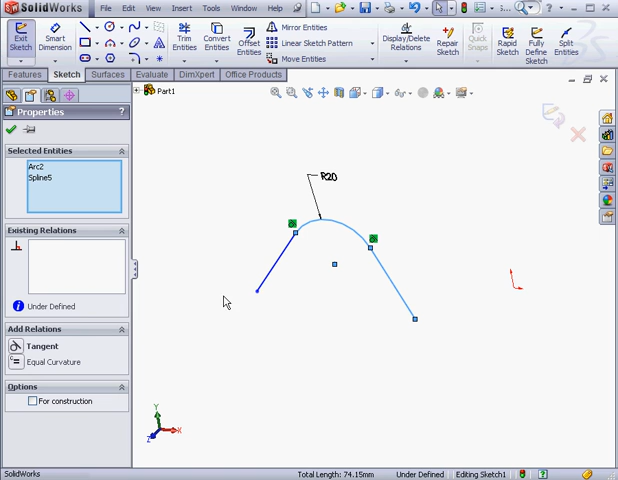 SolidWorks
File Edit View Insert Tools Window Help
S...
Exit Sketch
Smart Dimension
Trim Entities
Convert Entities
Offset Entities
Mirror Entities
Linear Sketch Pattern
Move Entities
Display/Delete Relations
Repair Sketch
Quick Snaps
Rapid Sketch
Fully Define Sketch
Split Entities
Features Sketch Surfaces Evaluate DimXpert Office Products
Properties ?
Part1
Selected Entities
Arc2
Spline5
Existing Relations
Under Defined
Add Relations
Tangent
Equal Curvature
Options
For construction
R20
Y
X
Z
SolidWorks Total Length: 74.15mm Under Defined Editing Sketch1